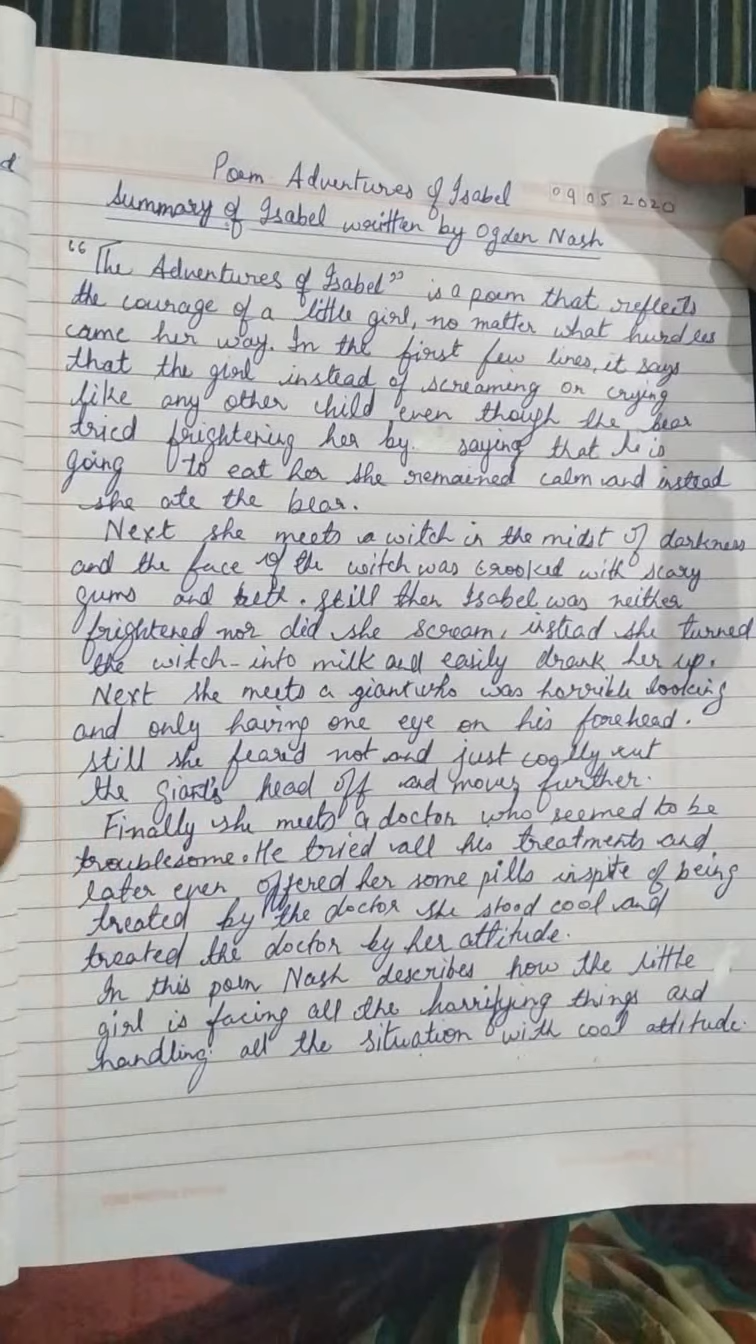 d
Poem Adventures of Isabel
09 05 2020
Summary of Isabel written by Ogden Nash
"The Adventures of Isabel" is a poem that reflects
the courage of a little girl, no matter what hurdles
came her way. In the first few lines, it says
that the girl instead of screaming or crying
like any other child even though the bear
tried frightening her by saying that he is
going to eat her she remained calm and instead
she ate the bear.
Next she meets a witch in the midst of darkness
and the face of the witch was crooked with scary
gums and teeth. Still then Isabel was neither
frightened nor did she scream, instead she turned
the witch into milk and easily drank her up.
Next she meets a giant who was horrible looking
and only having one eye on his forehead.
Still she feared not and just coolly cut
the giant's head off and moves further.
Finally she meets a doctor who seemed to be
troublesome. He tried all his treatments and
later even offered her some pills inspite of being
treated by the doctor she stood cool and
treated the doctor by her attitude.
In this poem Nash describes how the little
girl is facing all the horrifying things and
handling all the situation with cool attitude.